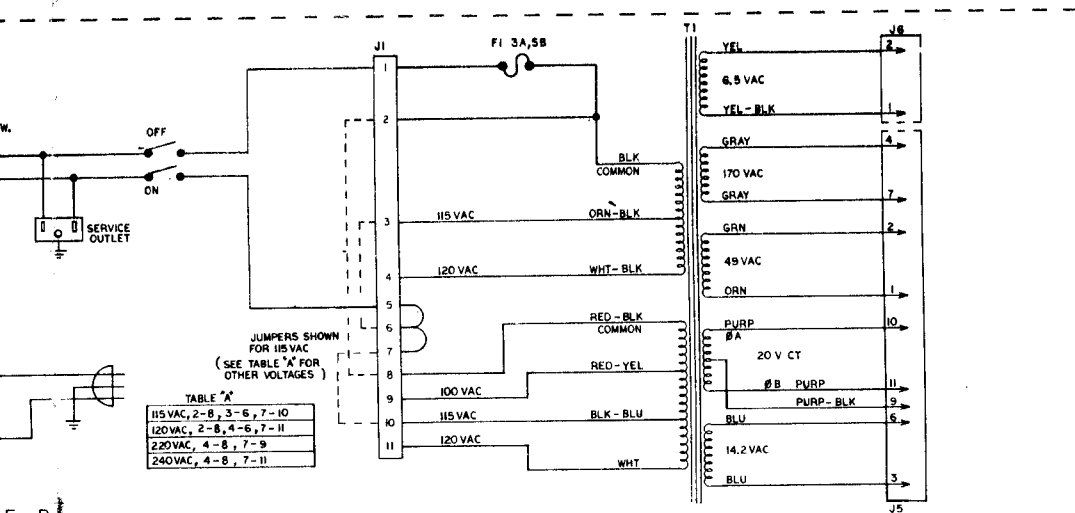 W.
OFF
ON
SERVICE
OUTLET
J1
1
2
3
4
5
6
7
8
9
10
11
F1 3A,SB
115 VAC
120 VAC
100 VAC
115 VAC
120 VAC
BLK
COMMON
ORN-BLK
WHT-BLK
RED-BLK
COMMON
RED-YEL
BLK-BLU
WHT
JUMPERS SHOWN
FOR 115 VAC
(SEE TABLE "A" FOR
OTHER VOLTAGES)
TABLE "A"
115 VAC, 2-8, 3-6, 7-10
120VAC, 2-8, 4-6, 7-11
220VAC, 4-8, 7-9
240VAC, 4-8, 7-11
T1
YEL
6.5 VAC
YEL-BLK
GRAY
170 VAC
GRAY
GRN
49 VAC
ORN
PURP
ØA
20 V CT
ØB PURP
PURP-BLK
BLU
14.2 VAC
BLU
J6
2
1
4
7
2
1
10
11
9
6
3
J5